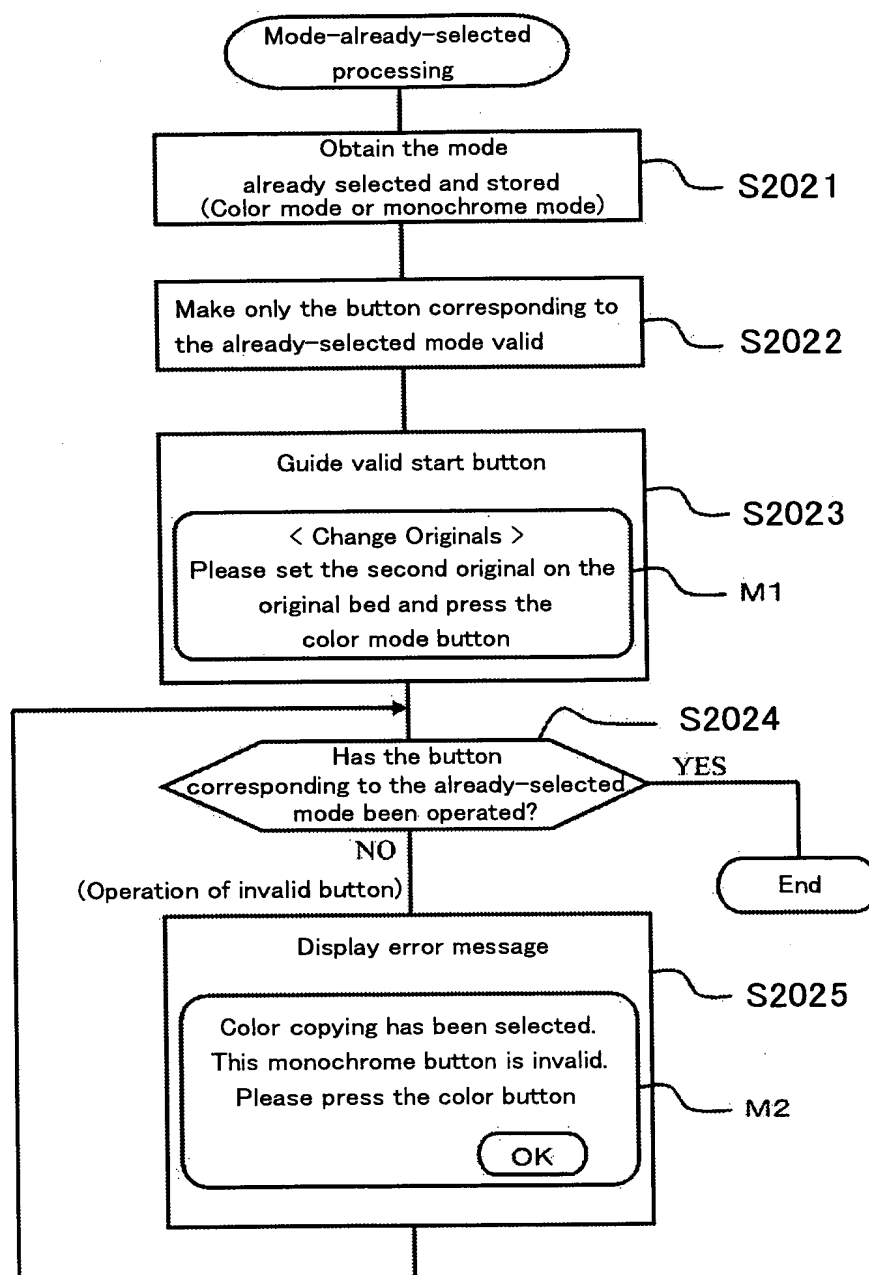 Mode-already-selected
processing
Obtain the mode
already selected and stored
(Color mode or monochrome mode)
S2021
Make only the button corresponding to
the already-selected mode valid
S2022
Guide valid start button
S2023
< Change Originals >
Please set the second original on the
original bed and press the
color mode button
M1
S2024
Has the button
corresponding to the already-selected
mode been operated?
YES
NO
(Operation of invalid button)
End
Display error message
S2025
Color copying has been selected.
This monochrome button is invalid.
Please press the color button
M2
OK